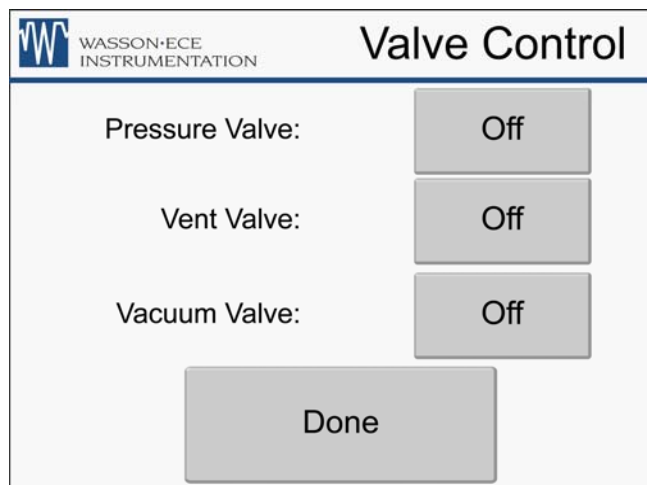 WASSON·ECE
INSTRUMENTATION
Valve Control
Pressure Valve:
Off
Vent Valve:
Off
Vacuum Valve:
Off
Done